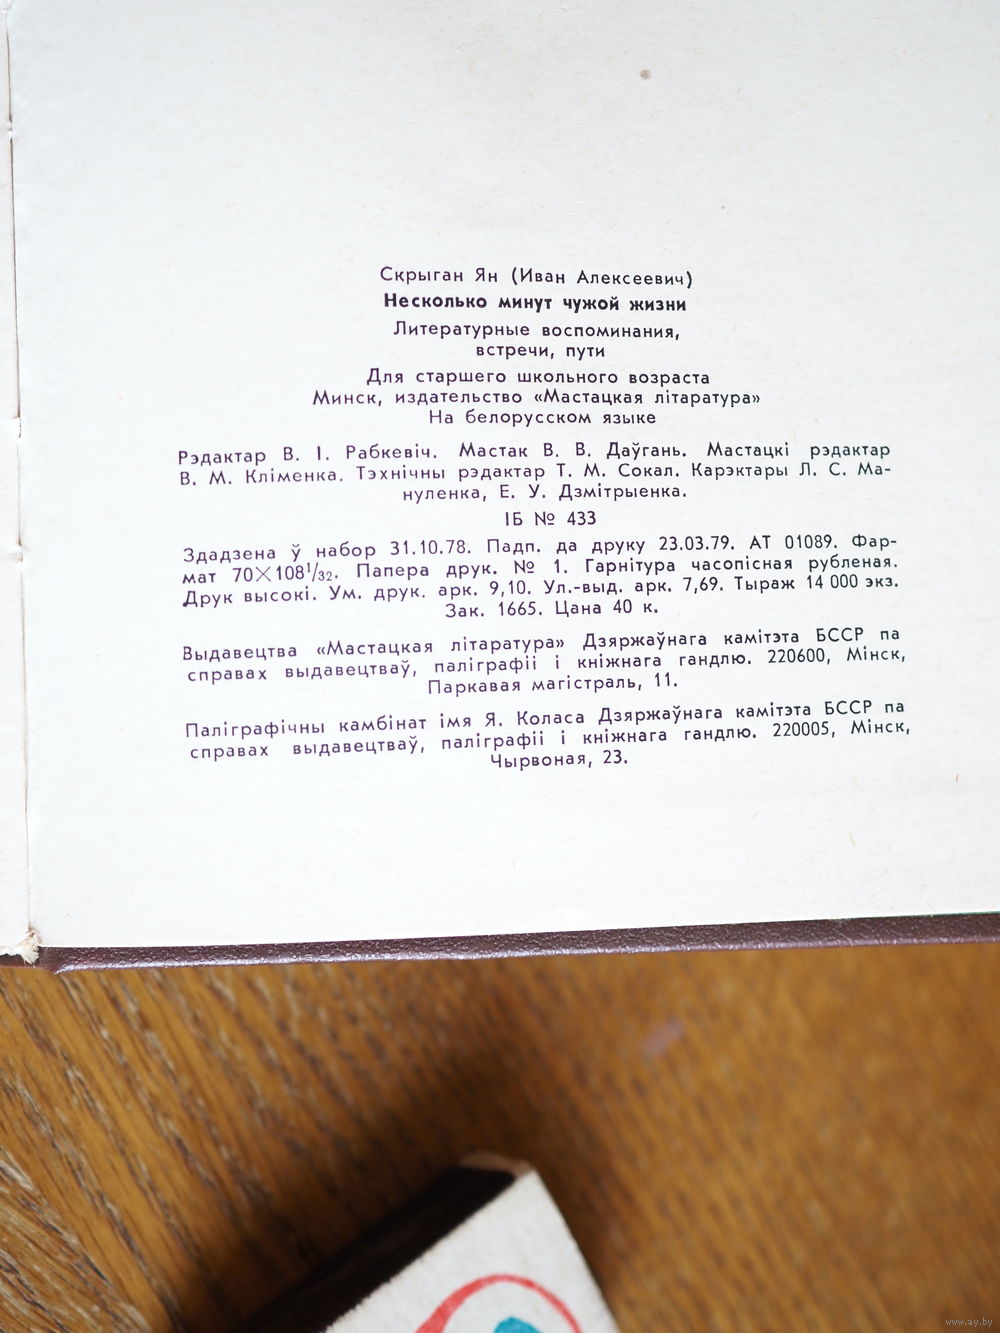 Скрыган Ян (Иван Алексеевич)
Несколько минут чужой жизни
Литературные воспоминания,
встречи, пути
Для старшего школьного возраста
Минск, издательство «Мастацкая літаратура»
На белорусском языке
Рэдактар В. І. Рабкевіч. Мастак В. В. Даўгань. Мастацкі рэдактар
В. М. Кліменка. Тэхнічны рэдактар Т. М. Сокал. Карэктары Л. С. Ма-
нуленка, Е. У. Дзмітрыенка.
ІБ № 433
Здадзена ў набор 31.10.78. Падп. да друку 23.03.79. АТ 01089. Фар-
мат 70×108¹/₃₂. Папера друк. № 1. Гарнітура часопісная рубленая.
Друк высокі. Ум. друк. арк. 9,10. Ул.-выд. арк. 7,69. Тыраж 14 000 экз.
Зак. 1665. Цана 40 к.
Выдавецтва «Мастацкая літаратура» Дзяржаўнага камітэта БССР па
справах выдавецтваў, паліграфіі і кніжнага гандлю. 220600, Мінск,
Паркавая магістраль, 11.
Паліграфічны камбінат імя Я. Коласа Дзяржаўнага камітэта БССР па
справах выдавецтваў, паліграфіі і кніжнага гандлю. 220005, Мінск,
Чырвоная, 23.
www.ay.by